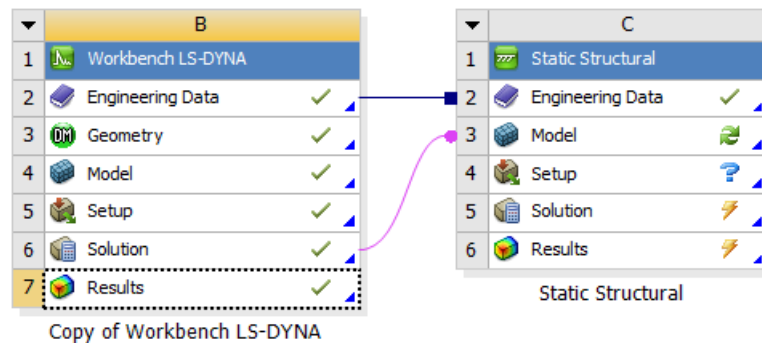 B
1 Workbench LS-DYNA
2 Engineering Data
3 DM Geometry
4 Model
5 Setup
6 Solution
7 Results
Copy of Workbench LS-DYNA
C
1 Static Structural
2 Engineering Data
3 Model
4 Setup ?
5 Solution
6 Results
Static Structural